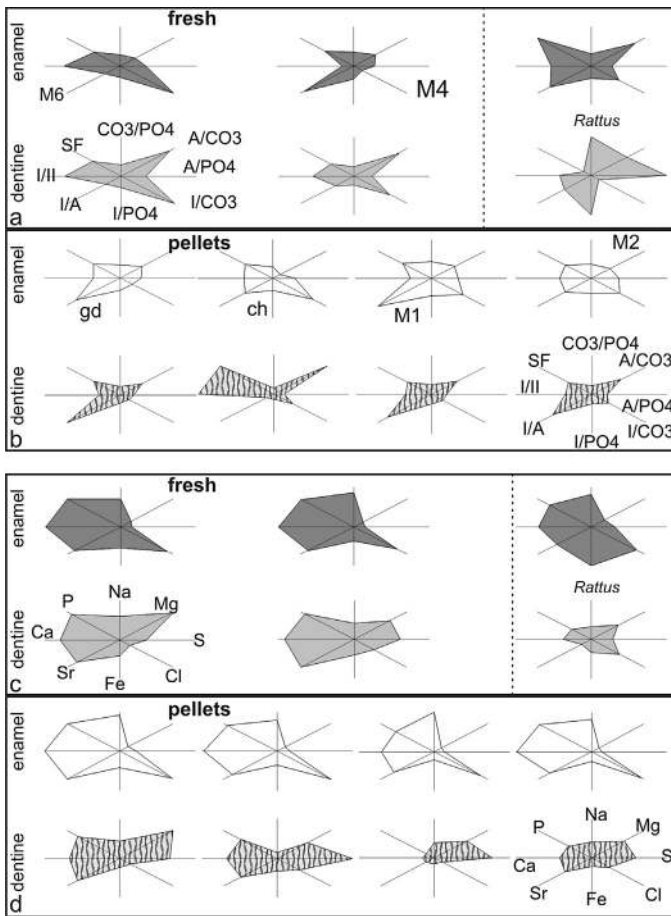 fresh
enamel
M6
M4
Rattus
dentine
CO3/PO4
SF
A/CO3
I/II
A/PO4
I/A
I/PO4
I/CO3
a
pellets
enamel
M2
gd
ch
M1
dentine
CO3/PO4
SF
A/CO3
I/II
A/PO4
I/A
I/CO3
I/PO4
b
fresh
enamel
Rattus
dentine
Na
P
Mg
Ca
S
Sr
Fe
Cl
c
pellets
enamel
dentine
Na
P
Mg
S
Ca
Sr
Fe
Cl
d